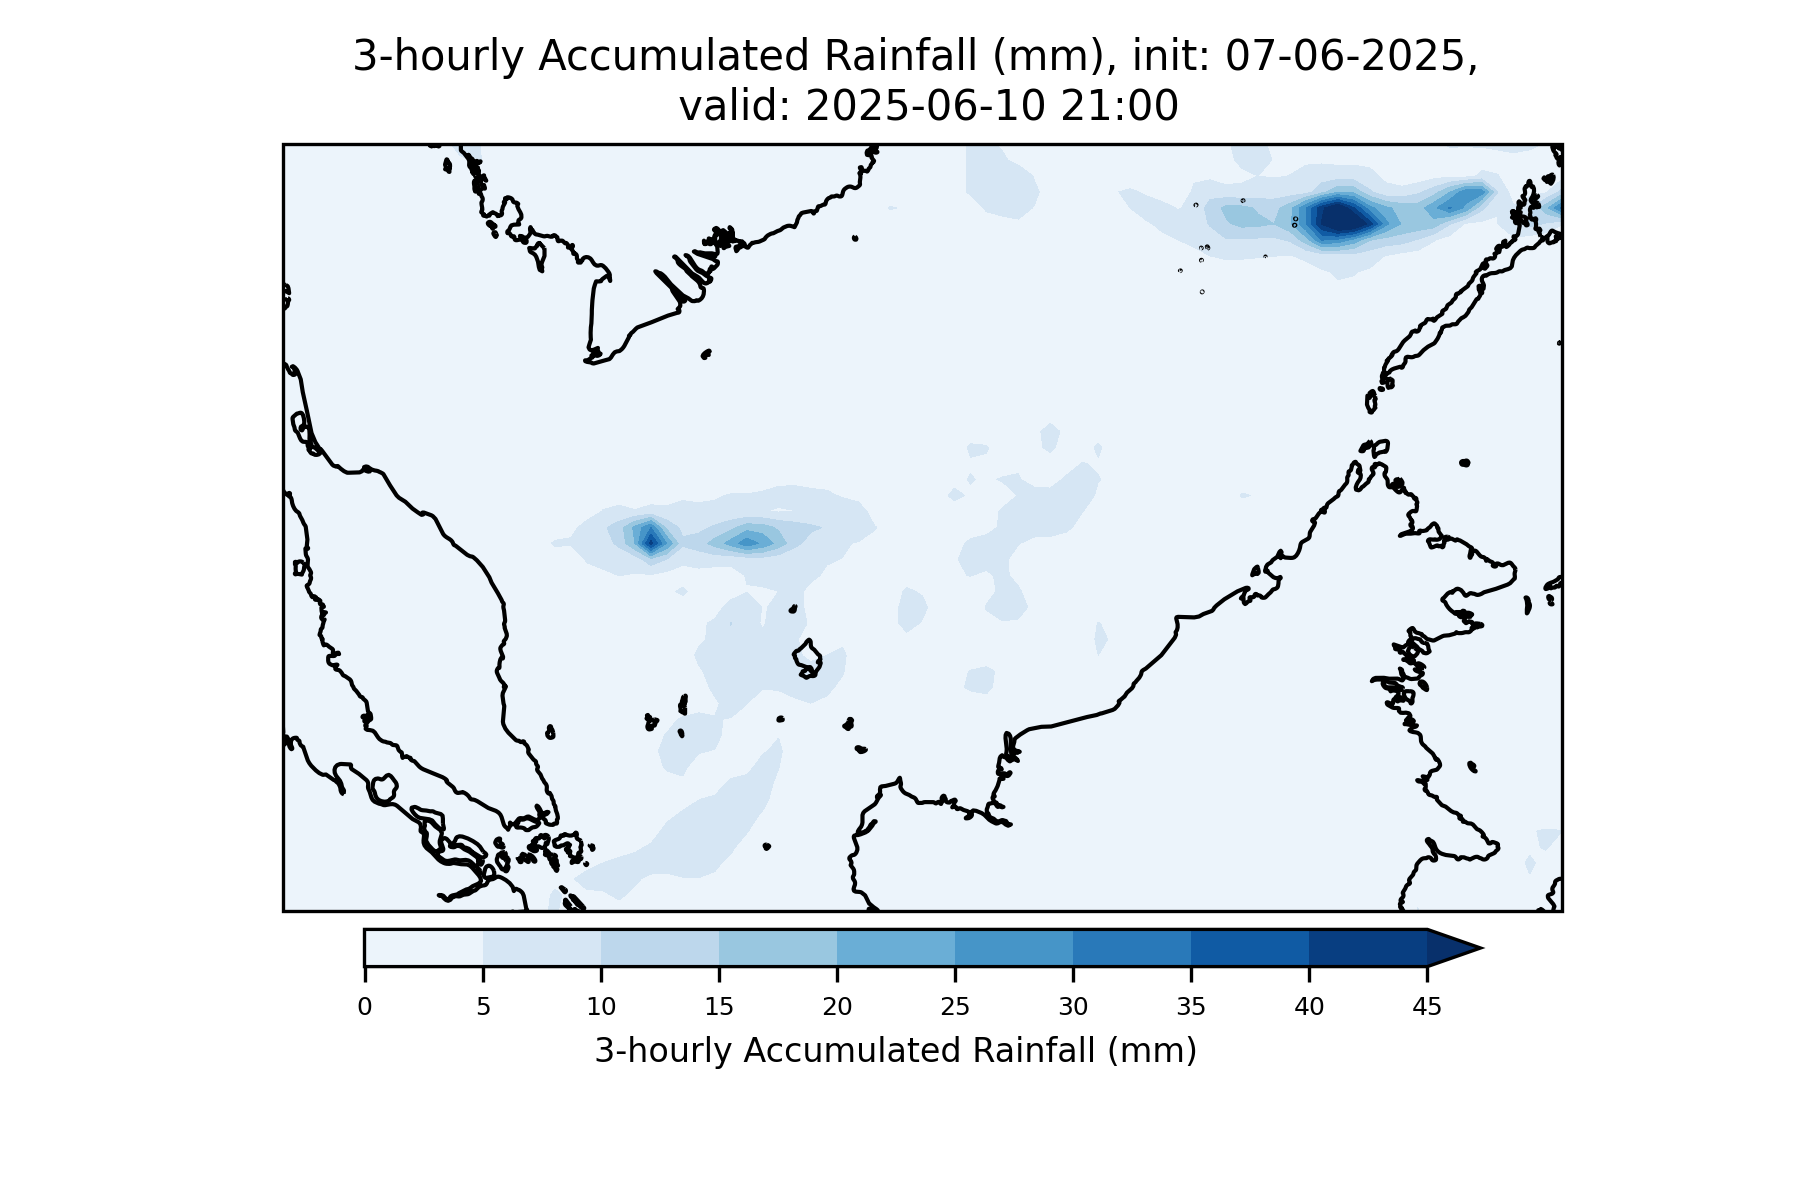 3-hourly Accumulated Rainfall (mm), init: 07-06-2025,
valid: 2025-06-10 21:00
0 5 10 15 20 25 30 35 40 45
3-hourly Accumulated Rainfall (mm)